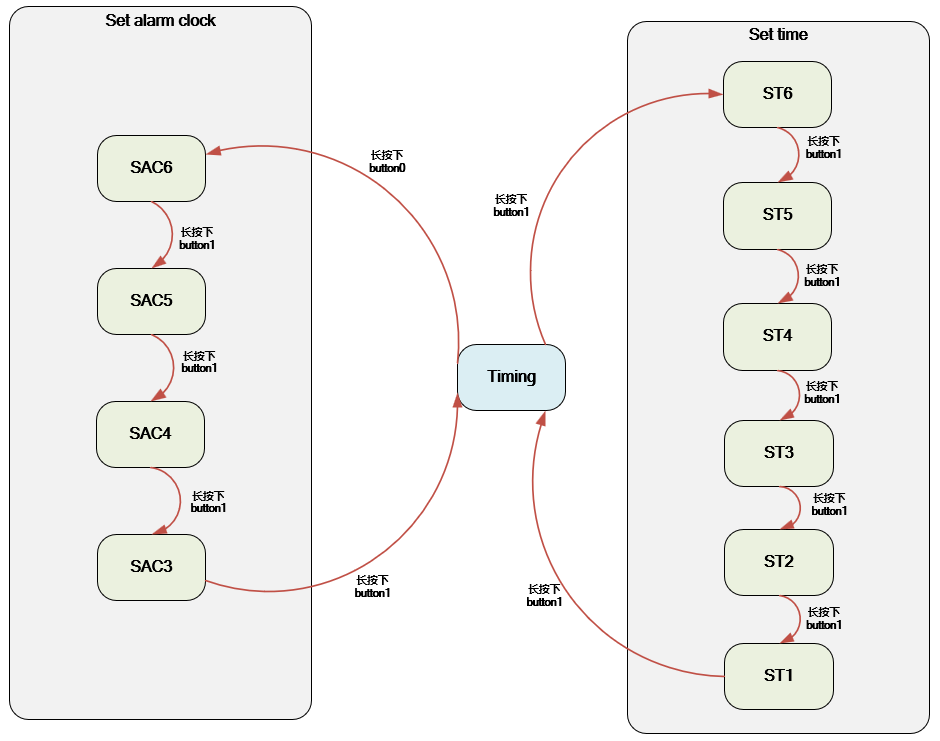 Set alarm clock
SAC6
长按下
button1
SAC5
长按下
button1
SAC4
长按下
button1
SAC3
长按下
button0
长按下
button1
Timing
长按下
button1
长按下
button1
Set time
ST6
长按下
button1
ST5
长按下
button1
ST4
长按下
button1
ST3
长按下
button1
ST2
长按下
button1
ST1